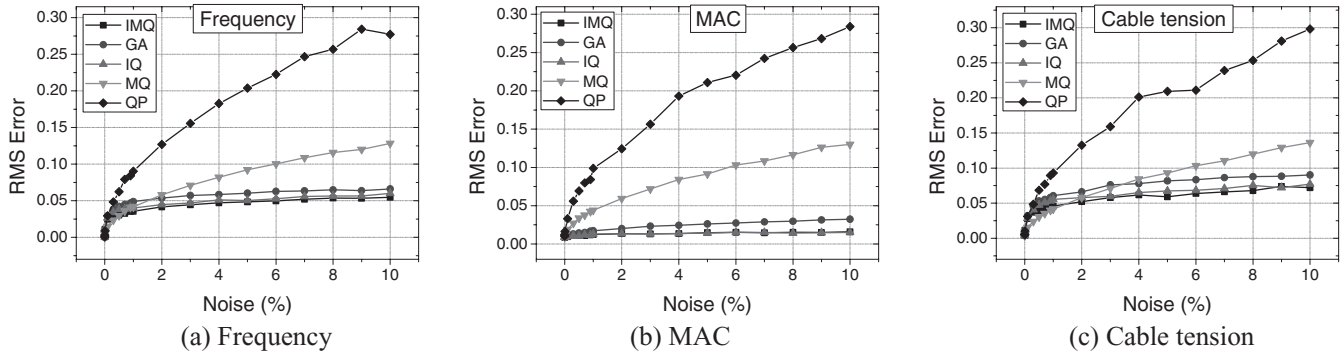 Frequency
IMQ
GA
IQ
MQ
QP
0.30
0.25
0.20
0.15
0.10
0.05
0.00
RMS Error
0 2 4 6 8 10
Noise (%)
(a) Frequency
MAC
IMQ
GA
IQ
MQ
QP
0.30
0.25
0.20
0.15
0.10
0.05
0.00
RMS Error
0 2 4 6 8 10
Noise (%)
(b) MAC
Cable tension
IMQ
GA
IQ
MQ
QP
0.30
0.25
0.20
0.15
0.10
0.05
0.00
RMS Error
0 2 4 6 8 10
Noise (%)
(c) Cable tension